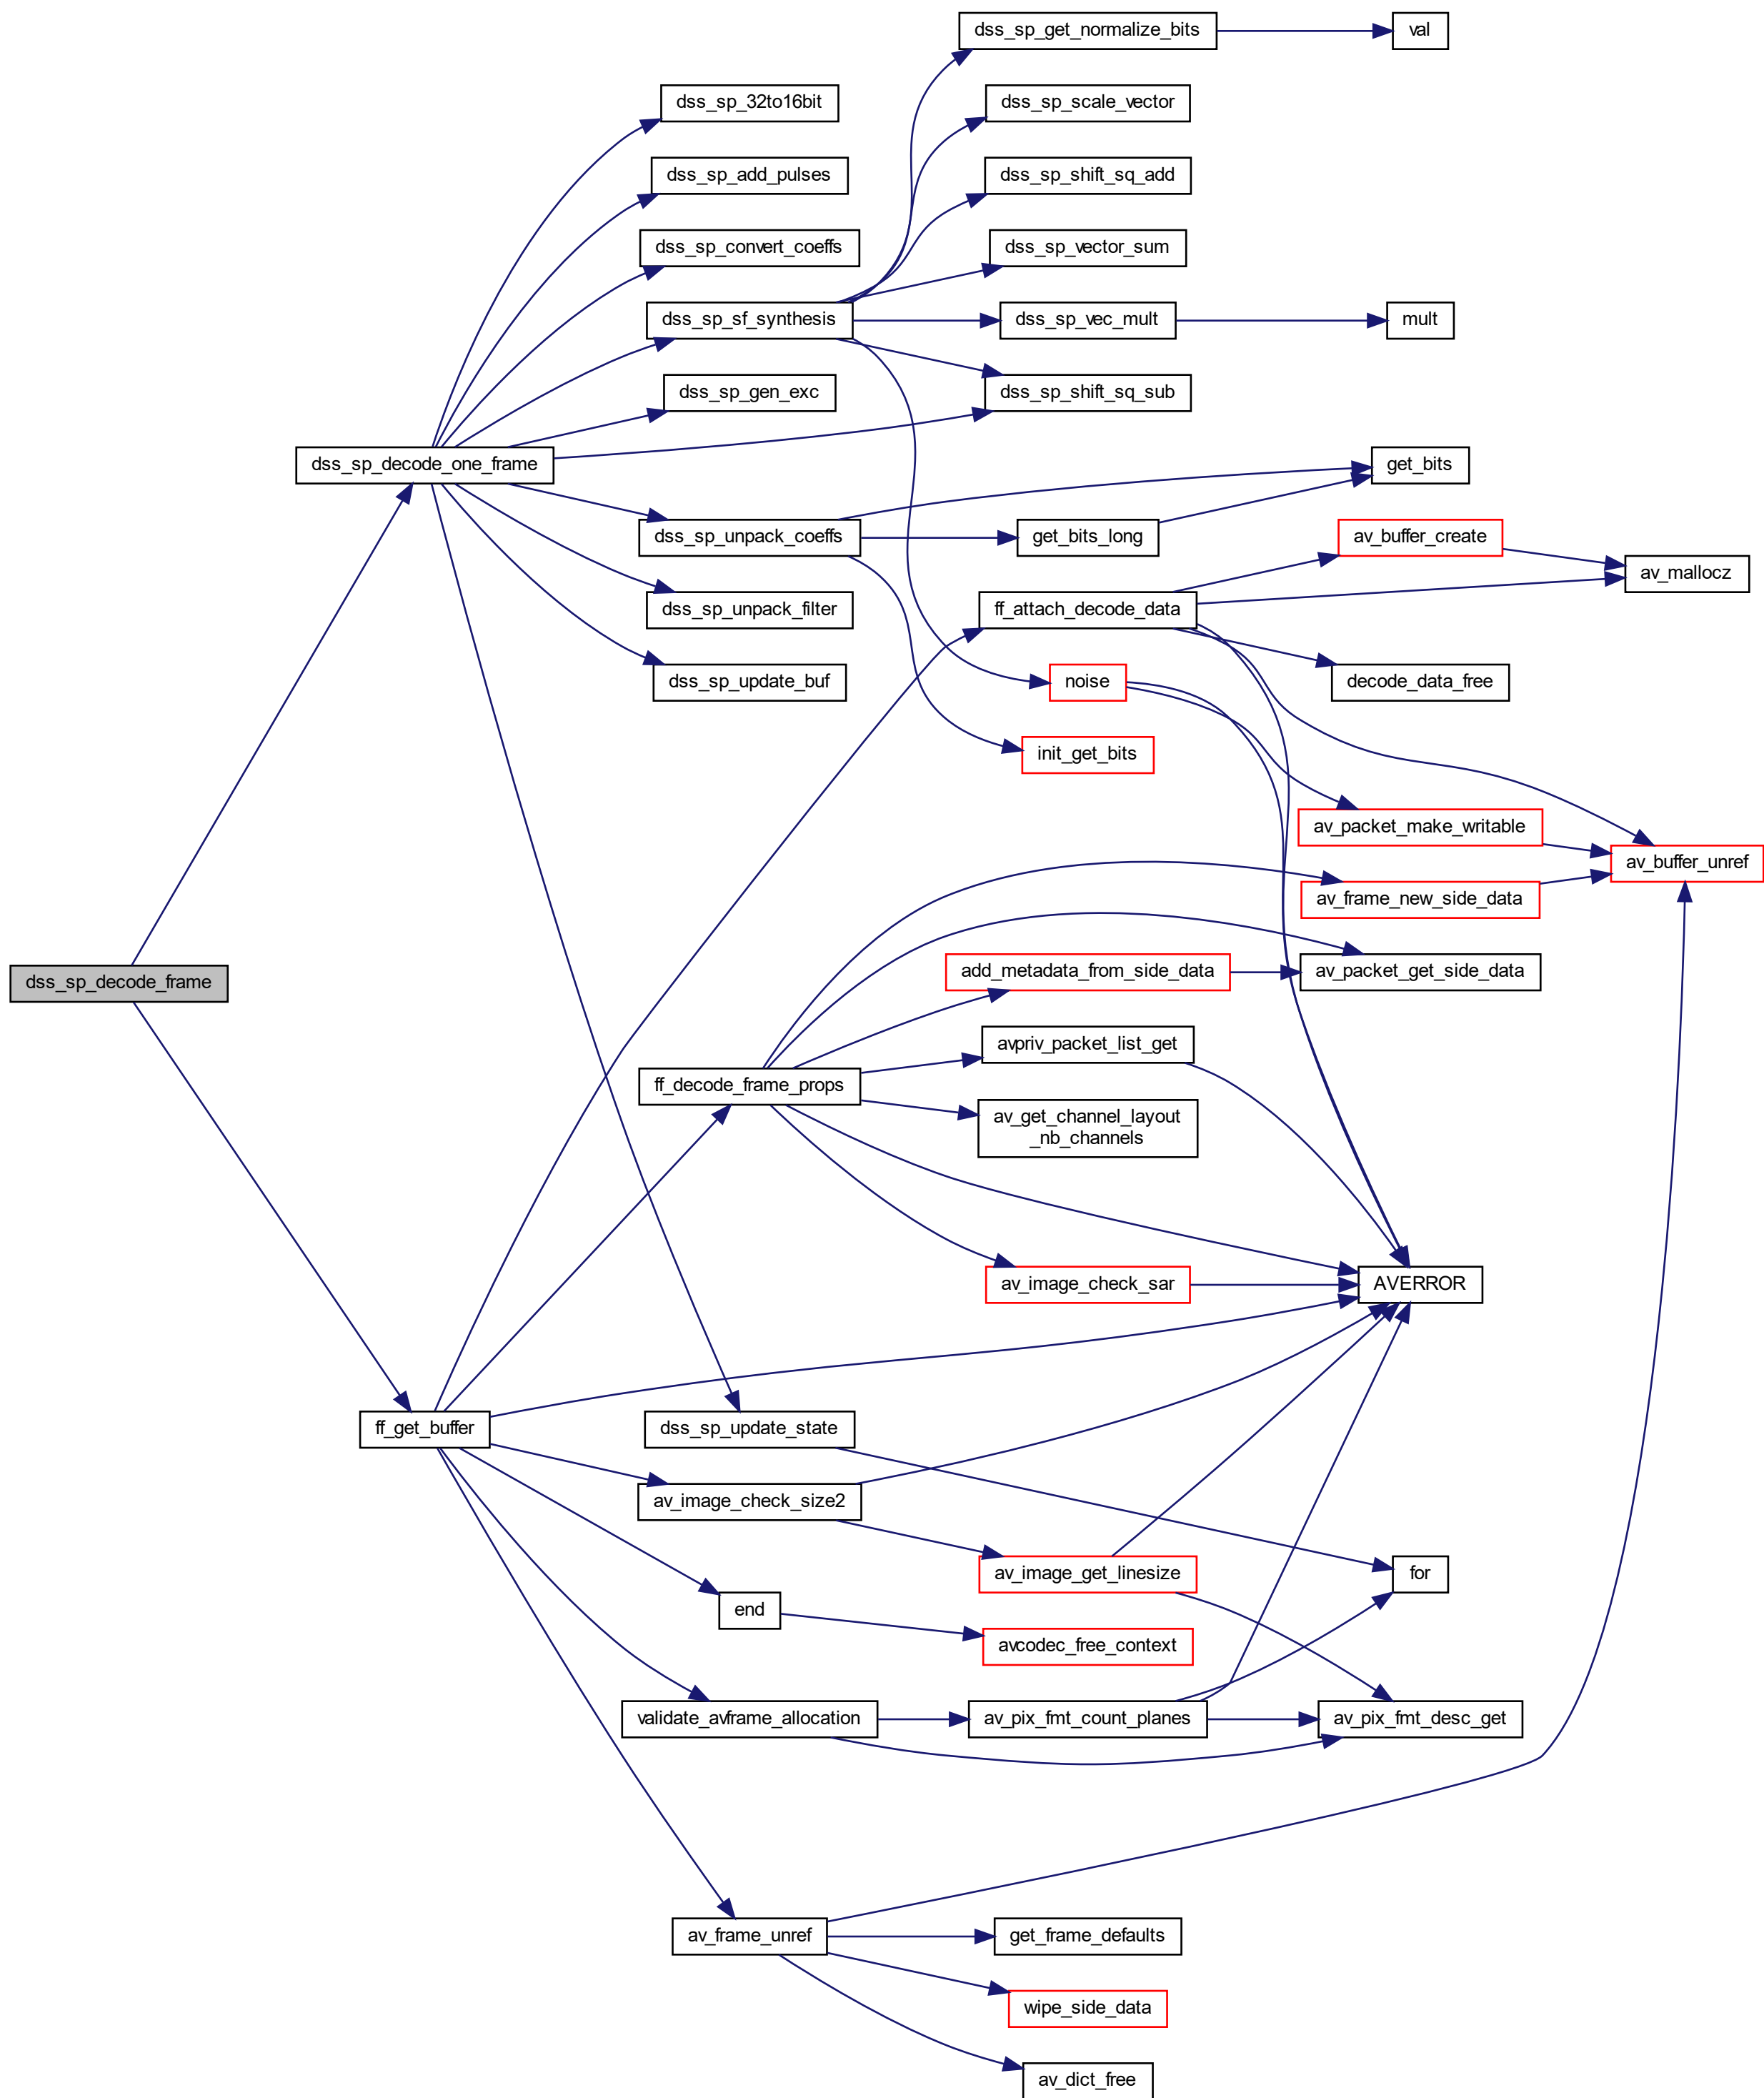 dss_sp_get_normalize_bits
val
dss_sp_32to16bit
dss_sp_scale_vector
dss_sp_add_pulses
dss_sp_shift_sq_add
dss_sp_convert_coeffs
dss_sp_vector_sum
dss_sp_sf_synthesis
dss_sp_vec_mult
mult
dss_sp_gen_exc
dss_sp_shift_sq_sub
dss_sp_decode_one_frame
get_bits
dss_sp_unpack_coeffs
get_bits_long
av_buffer_create
av_mallocz
dss_sp_unpack_filter
ff_attach_decode_data
dss_sp_update_buf
noise
decode_data_free
init_get_bits
av_packet_make_writable
av_buffer_unref
av_frame_new_side_data
dss_sp_decode_frame
add_metadata_from_side_data
av_packet_get_side_data
avpriv_packet_list_get
ff_decode_frame_props
av_get_channel_layout
_nb_channels
av_image_check_sar
AVERROR
ff_get_buffer
dss_sp_update_state
av_image_check_size2
av_image_get_linesize
for
end
avcodec_free_context
validate_avframe_allocation
av_pix_fmt_count_planes
av_pix_fmt_desc_get
av_frame_unref
get_frame_defaults
wipe_side_data
av_dict_free